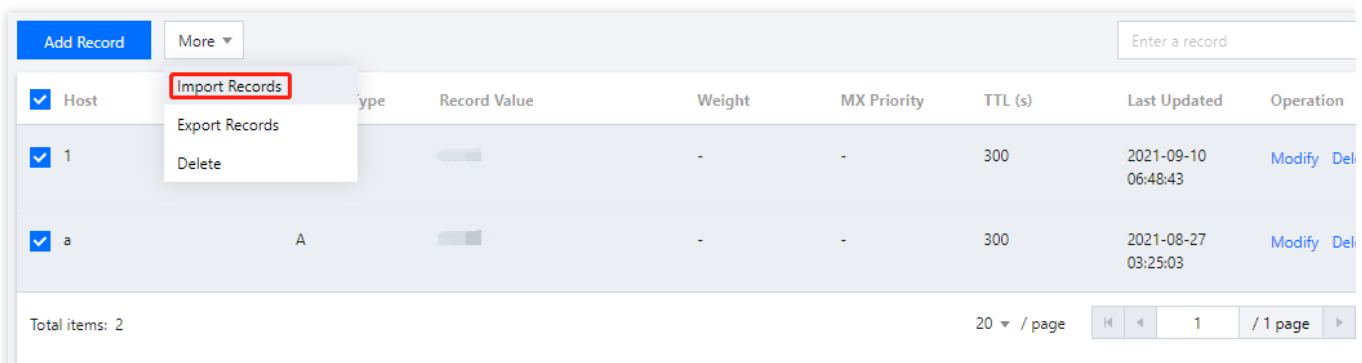 Add Record More Enter a record
Import Records
Host Type Record Value Weight MX Priority TTL (s) Last Updated Operation
Export Records
1 - - 300 2021-09-10 Modify
Delete
06:48:43
a A - - 300 2021-08-27 Modify
03:25:03
Total items: 2 20 / page 1 / 1 page